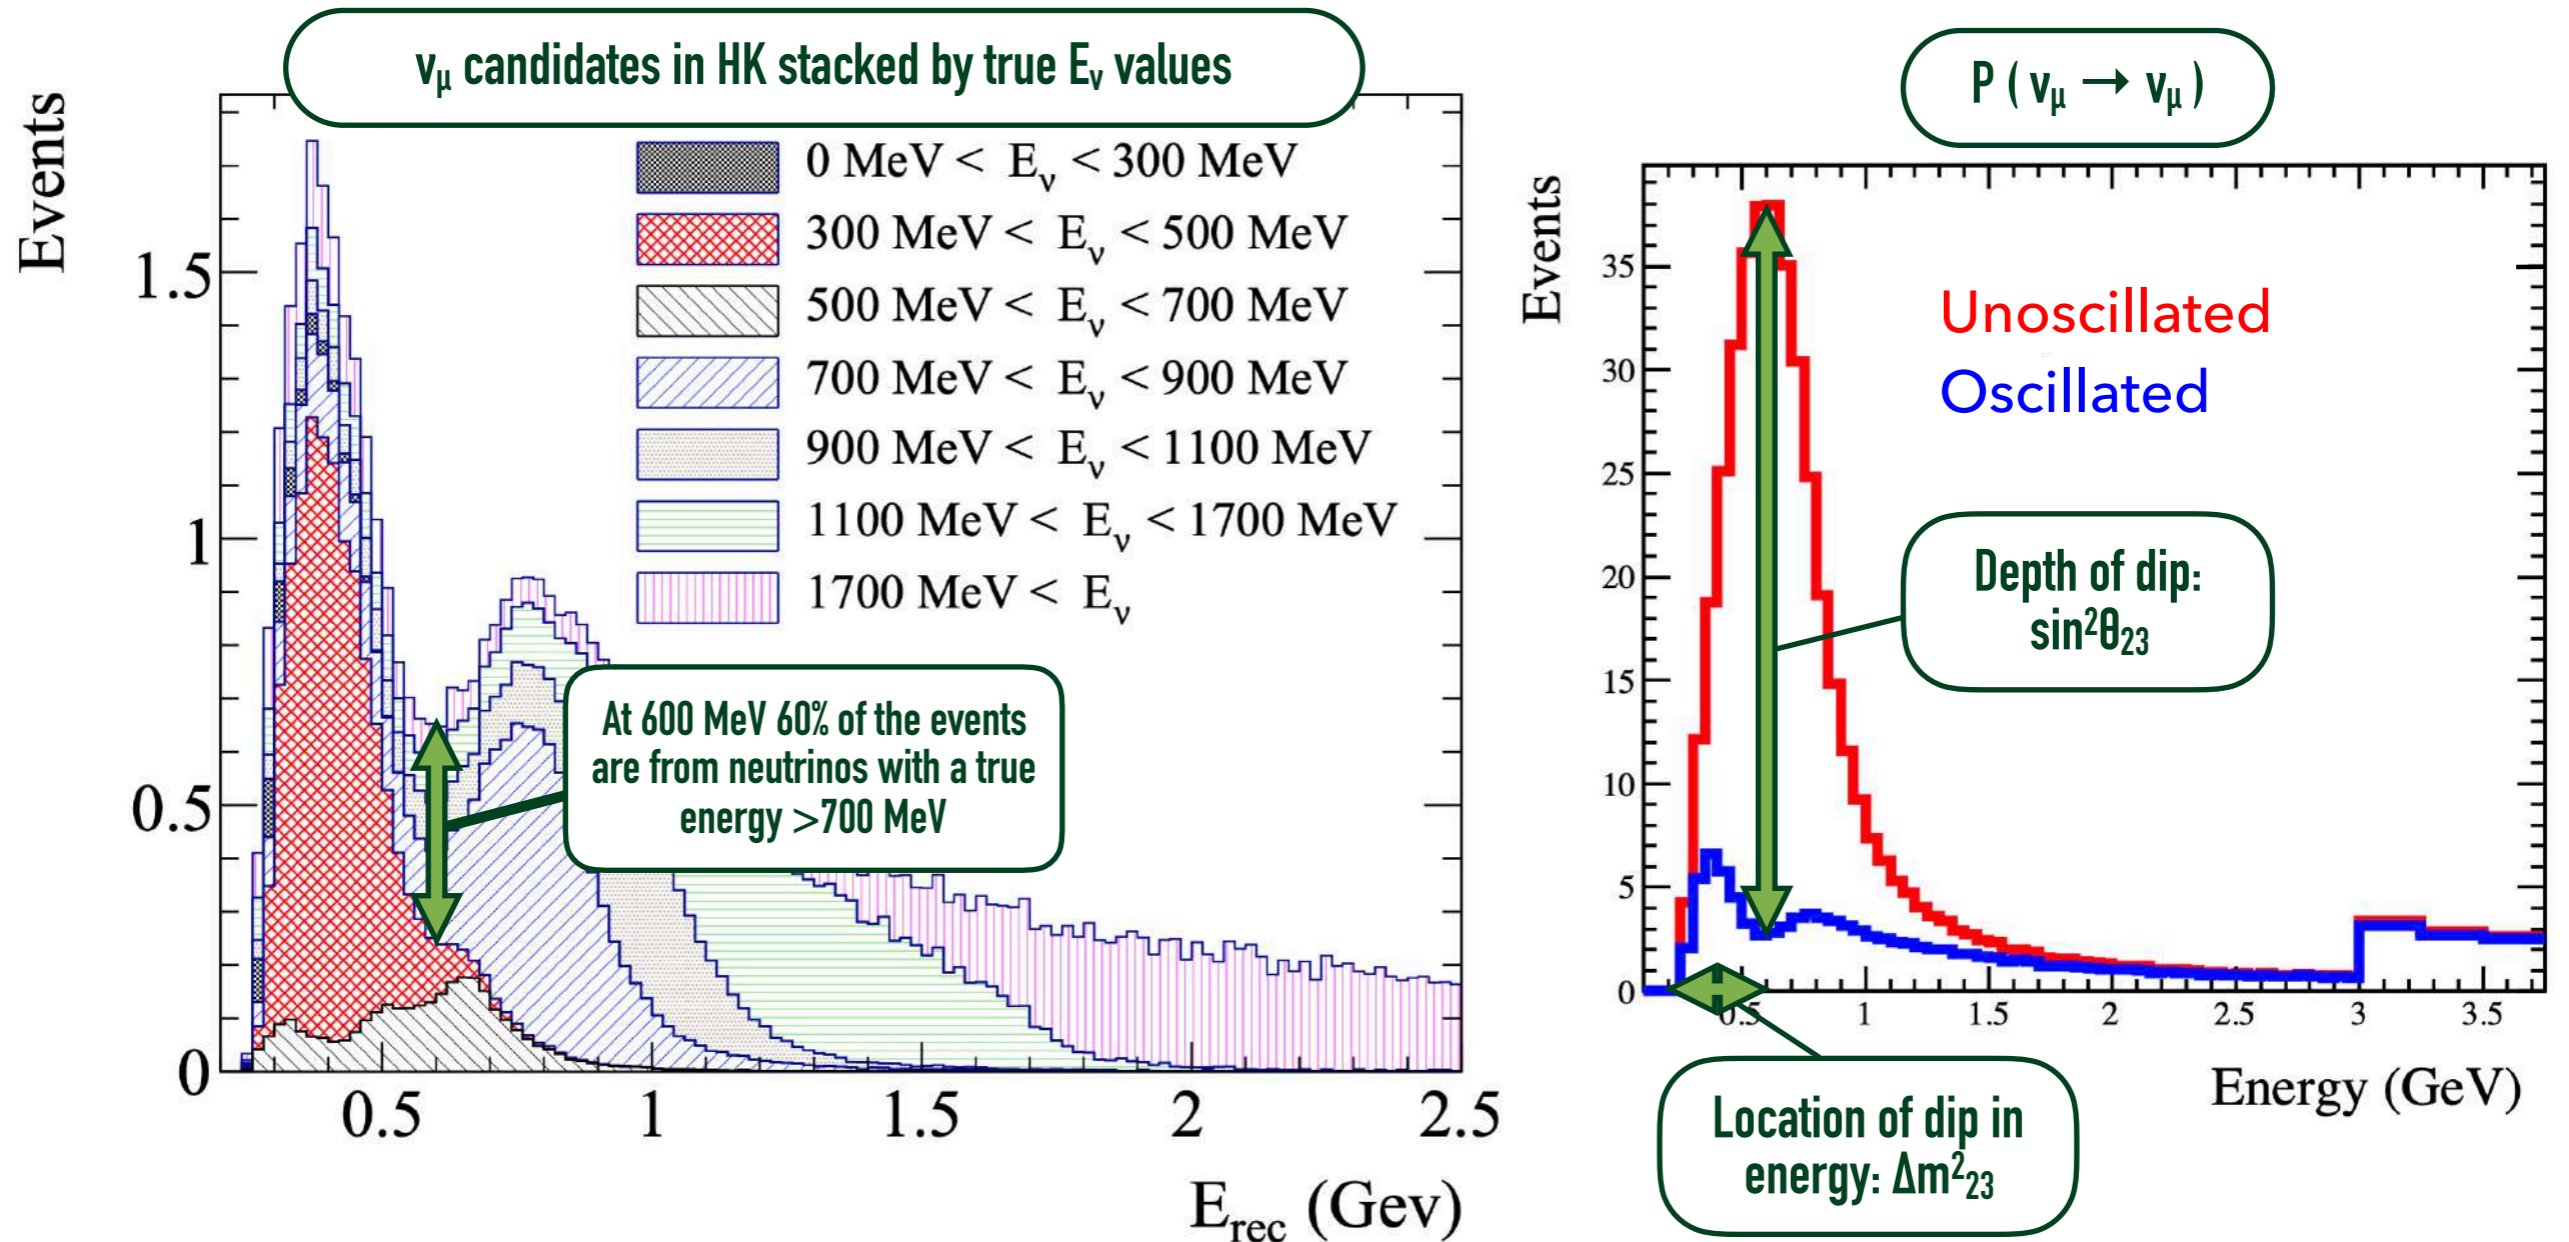 νμ candidates in HK stacked by true Eν values
Events
0 MeV < Eν < 300 MeV
300 MeV < Eν < 500 MeV
500 MeV < Eν < 700 MeV
700 MeV < Eν < 900 MeV
900 MeV < Eν < 1100 MeV
1100 MeV < Eν < 1700 MeV
1700 MeV < Eν
1.5
1
0.5
0
At 600 MeV 60% of the events
are from neutrinos with a true
energy >700 MeV
0.5 1 1.5 2 2.5
Erec (Gev)
P ( νμ → νμ )
Events
35
30
25
20
15
10
5
0
Unoscillated
Oscillated
Depth of dip:
sin²θ₂₃
0.5 1 1.5 2 2.5 3 3.5
Energy (GeV)
Location of dip in
energy: Δm²₂₃